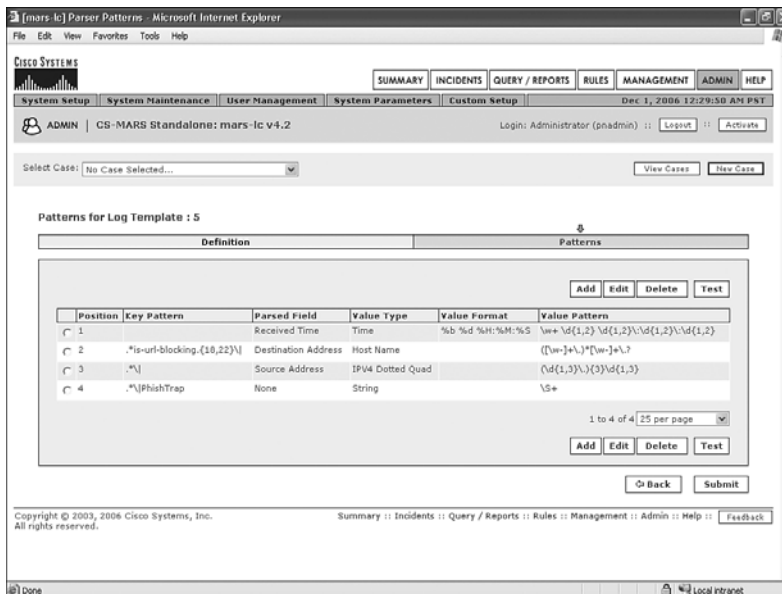 [mars-lc] Parser Patterns - Microsoft Internet Explorer
File Edit View Favorites Tools Help
CISCO SYSTEMS
SUMMARY INCIDENTS QUERY / REPORTS RULES MANAGEMENT ADMIN HELP
System Setup System Maintenance User Management System Parameters Custom Setup Dec 1, 2006 12:29:50 AM PST
ADMIN | CS-MARS Standalone: mars-lc v4.2 Login: Administrator (pnadmin) :: Logout :: Activate
Select Case: No Case Selected... View Cases New Case
Patterns for Log Template : 5
Definition Patterns
Add Edit Delete Test
Position Key Pattern Parsed Field Value Type Value Format Value Pattern
1 Received Time Time %b %d %H:%M:%S \w+ \d{1,2} \d{1,2}\:\d{1,2}\:\d{1,2}
2 .*is-url-blocking.{18,22}\| Destination Address Host Name ([\w-]+\.)*[\w-]+\.?
3 .*\| Source Address IPV4 Dotted Quad (\d{1,3}\.){3}\d{1,3}
4 .*\|PhishTrap None String \S+
1 to 4 of 4 25 per page
Add Edit Delete Test
Back Submit
Copyright © 2003, 2006 Cisco Systems, Inc. Summary :: Incidents :: Query / Reports :: Rules :: Management :: Admin :: Help :: Feedback
All rights reserved.
Done Local intranet